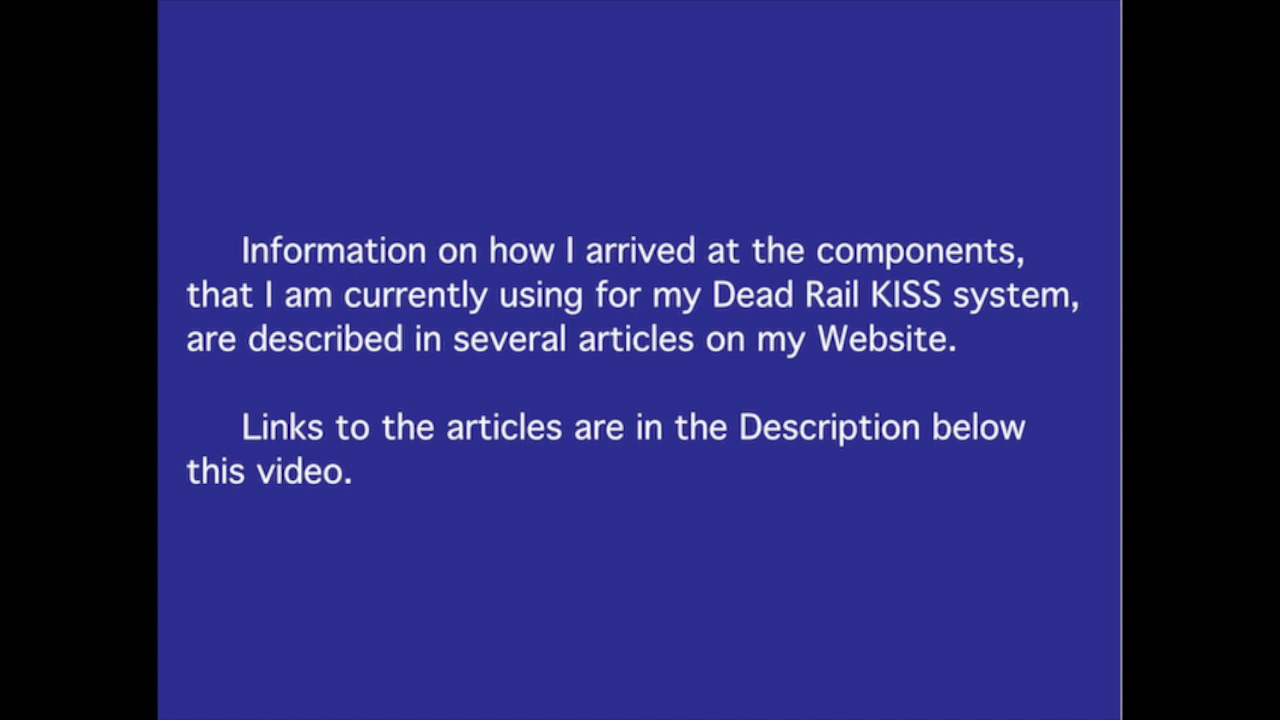 Information on how I arrived at the components,
that I am currently using for my Dead Rail KISS system,
are described in several articles on my Website.
Links to the articles are in the Description below
this video.